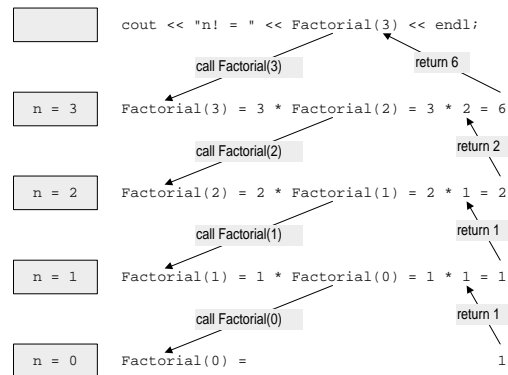 cout << "n! = " << Factorial(3) << endl;
call Factorial(3)
return 6
n = 3
Factorial(3) = 3 * Factorial(2) = 3 * 2 = 6
call Factorial(2)
return 2
n = 2
Factorial(2) = 2 * Factorial(1) = 2 * 1 = 2
call Factorial(1)
return 1
n = 1
Factorial(1) = 1 * Factorial(0) = 1 * 1 = 1
call Factorial(0)
return 1
n = 0
Factorial(0) = 1